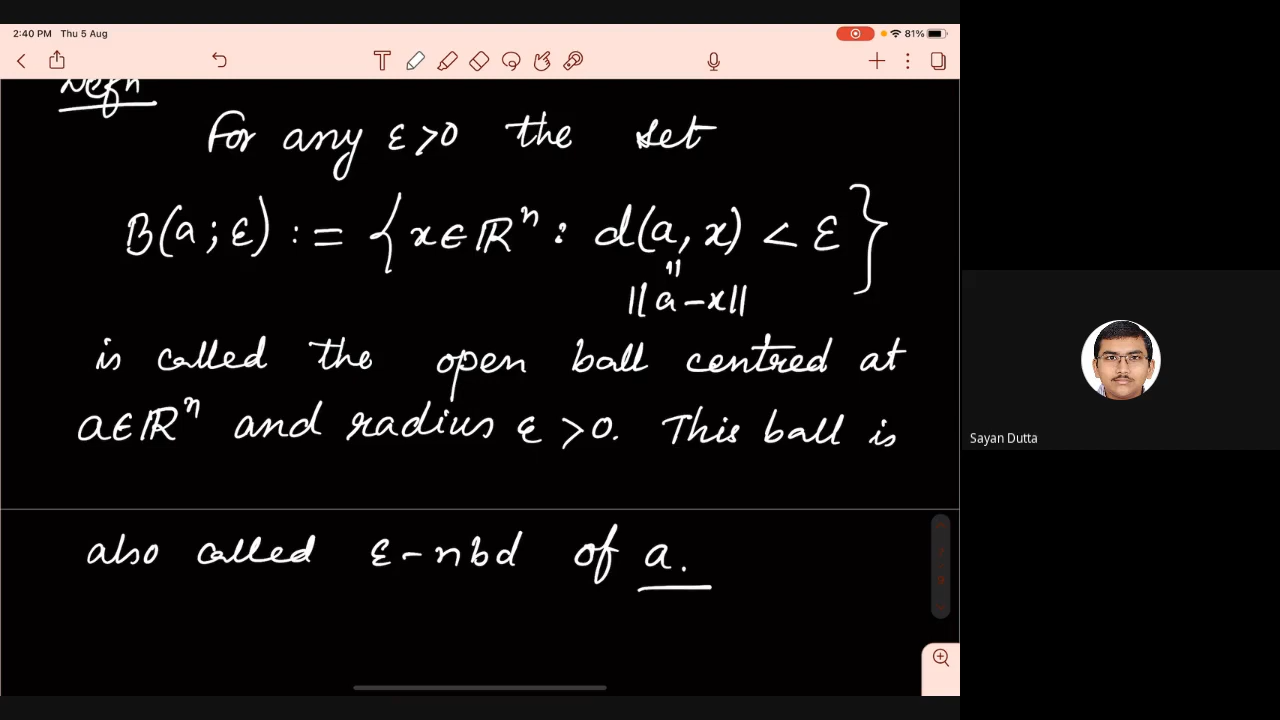 2:40 PM Thu 5 Aug
81%
Defn
For any ε>0 the set
B(a;ε) := {x∈ℝⁿ : d(a,x) < ε}
||
||a-x||
is called the open ball centred at
a∈ℝⁿ and radius ε >0. This ball is
also called ε-nbd of a.
Sayan Dutta